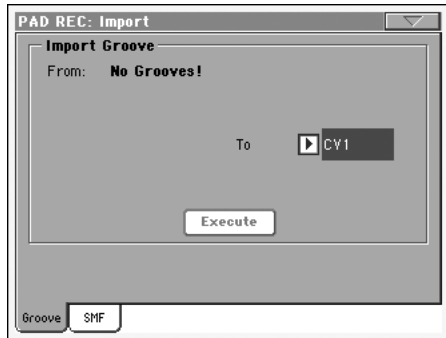 PAD REC: Import
Import Groove
From: No Grooves!
To CV1
Execute
Groove SMF